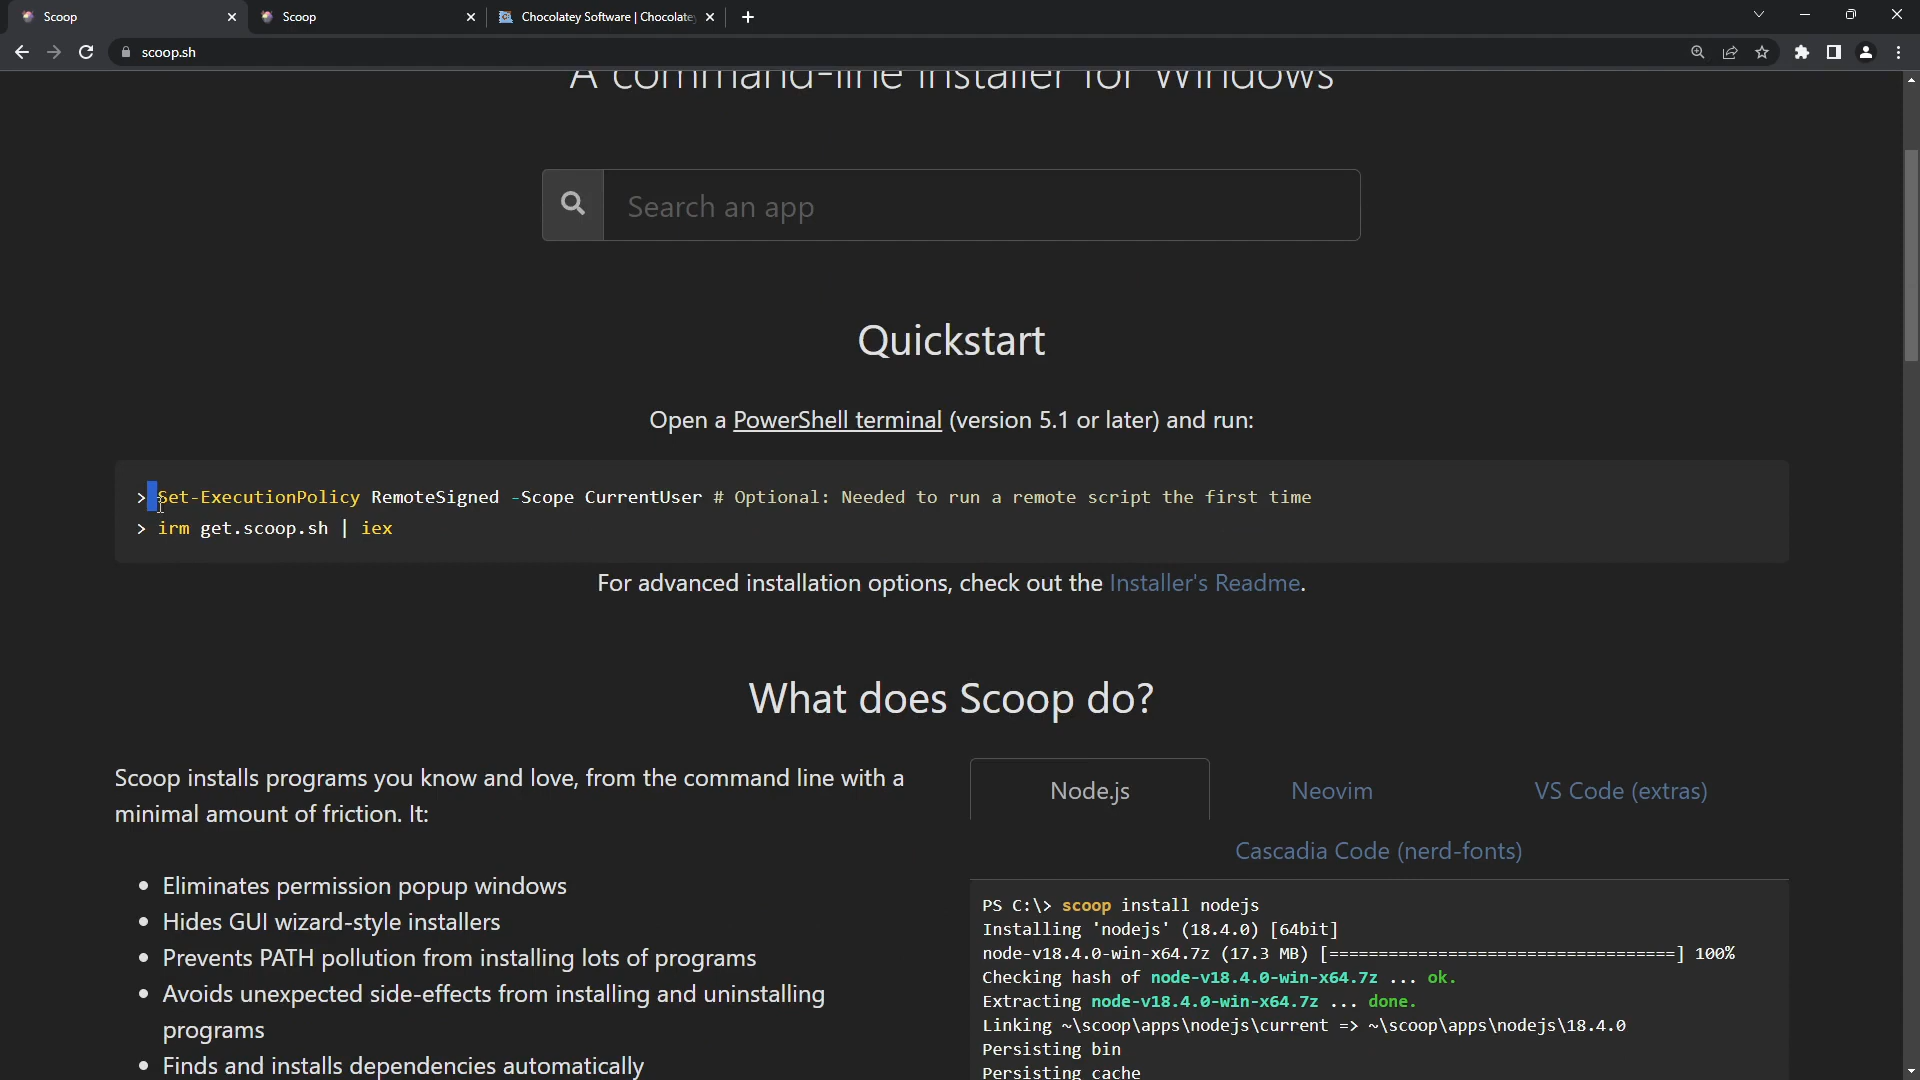 Scoop
Scoop
Chocolatey Software | Chocolatey
scoop.sh
A command-line installer for Windows
Search an app
Quickstart
Open a PowerShell terminal (version 5.1 or later) and run:
> Set-ExecutionPolicy RemoteSigned -Scope CurrentUser # Optional: Needed to run a remote script the first time
> irm get.scoop.sh | iex
For advanced installation options, check out the Installer's Readme.
What does Scoop do?
Scoop installs programs you know and love, from the command line with a
minimal amount of friction. It:
• Eliminates permission popup windows
• Hides GUI wizard-style installers
• Prevents PATH pollution from installing lots of programs
• Avoids unexpected side-effects from installing and uninstalling
programs
• Finds and installs dependencies automatically
Node.js
Neovim
VS Code (extras)
Cascadia Code (nerd-fonts)
PS C:\> scoop install nodejs
Installing 'nodejs' (18.4.0) [64bit]
node-v18.4.0-win-x64.7z (17.3 MB) [===================================] 100%
Checking hash of node-v18.4.0-win-x64.7z ... ok.
Extracting node-v18.4.0-win-x64.7z ... done.
Linking ~\scoop\apps\nodejs\current => ~\scoop\apps\nodejs\18.4.0
Persisting bin
Persisting cache